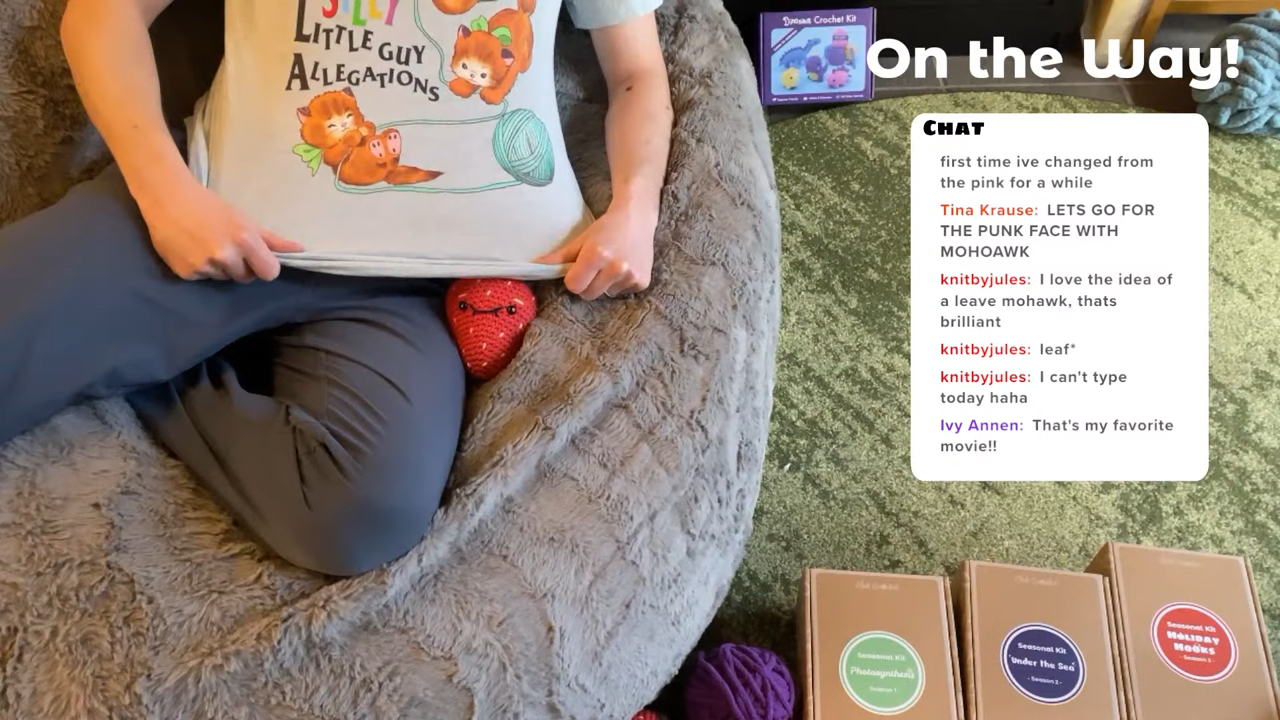 SILLY
LITTLE GUY
ALLEGATIONS
Crochet Kit
On the Way!
CHAT
first time ive changed from
the pink for a while
Tina Krause: LETS GO FOR
THE PUNK FACE WITH
MOHOAWK
knitbyjules: I love the idea of
a leave mohawk, thats
brilliant
knitbyjules: leaf*
knitbyjules: I can't type
today haha
Ivy Annen: That's my favorite
movie!!
Seasonal Kit
Photosynthesis
Season 1
Seasonal Kit
'Under the Sea'
- Season 2 -
Seasonal Kit
HOLIDAY
HOOKS
- Season 3 -